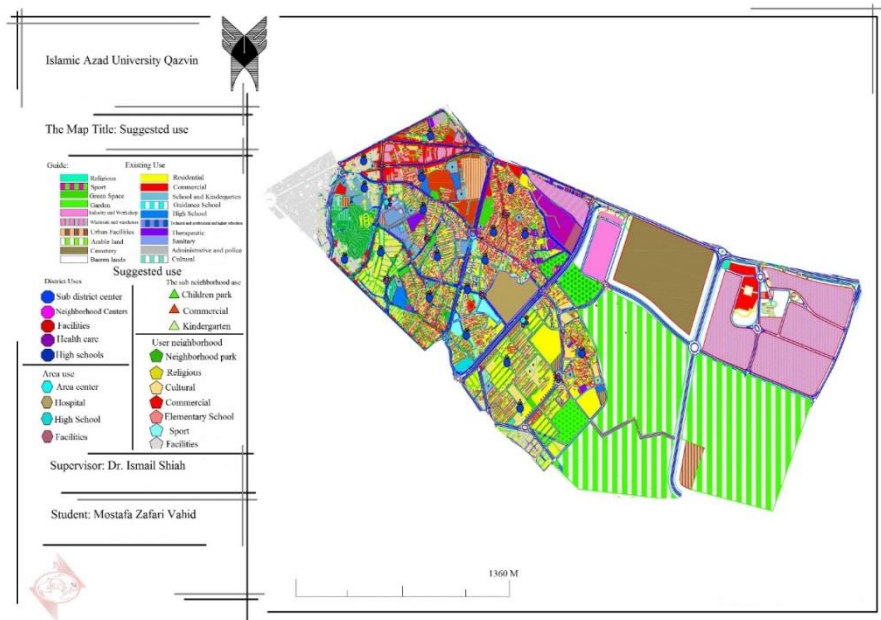 Islamic Azad University Qazvin
The Map Title: Suggested use
Guide:
Existing Use
Religious
Sport
Green Space
Garden
Industry and Workshop
Wholesale and warehouse
Urban Facilities
Arable land
Cemetery
Barren lands
Residential
Commercial
School and Kindergarten
Guidance School
High School
Therapeutic
Sanitary
Administrative and police
Cultural
Suggested use
District Uses
Sub district center
Neighborhood Centers
Facilities
Health care
High schools
The sub neighborhood use
Children park
Commercial
Kindergarten
Area use
Area center
Hospital
High School
Facilities
User neighborhood
Neighborhood park
Religious
Cultural
Commercial
Elementary School
Sport
Facilities
Supervisor: Dr. Ismail Shiah
Student: Mostafa Zafari Vahid
1360 M